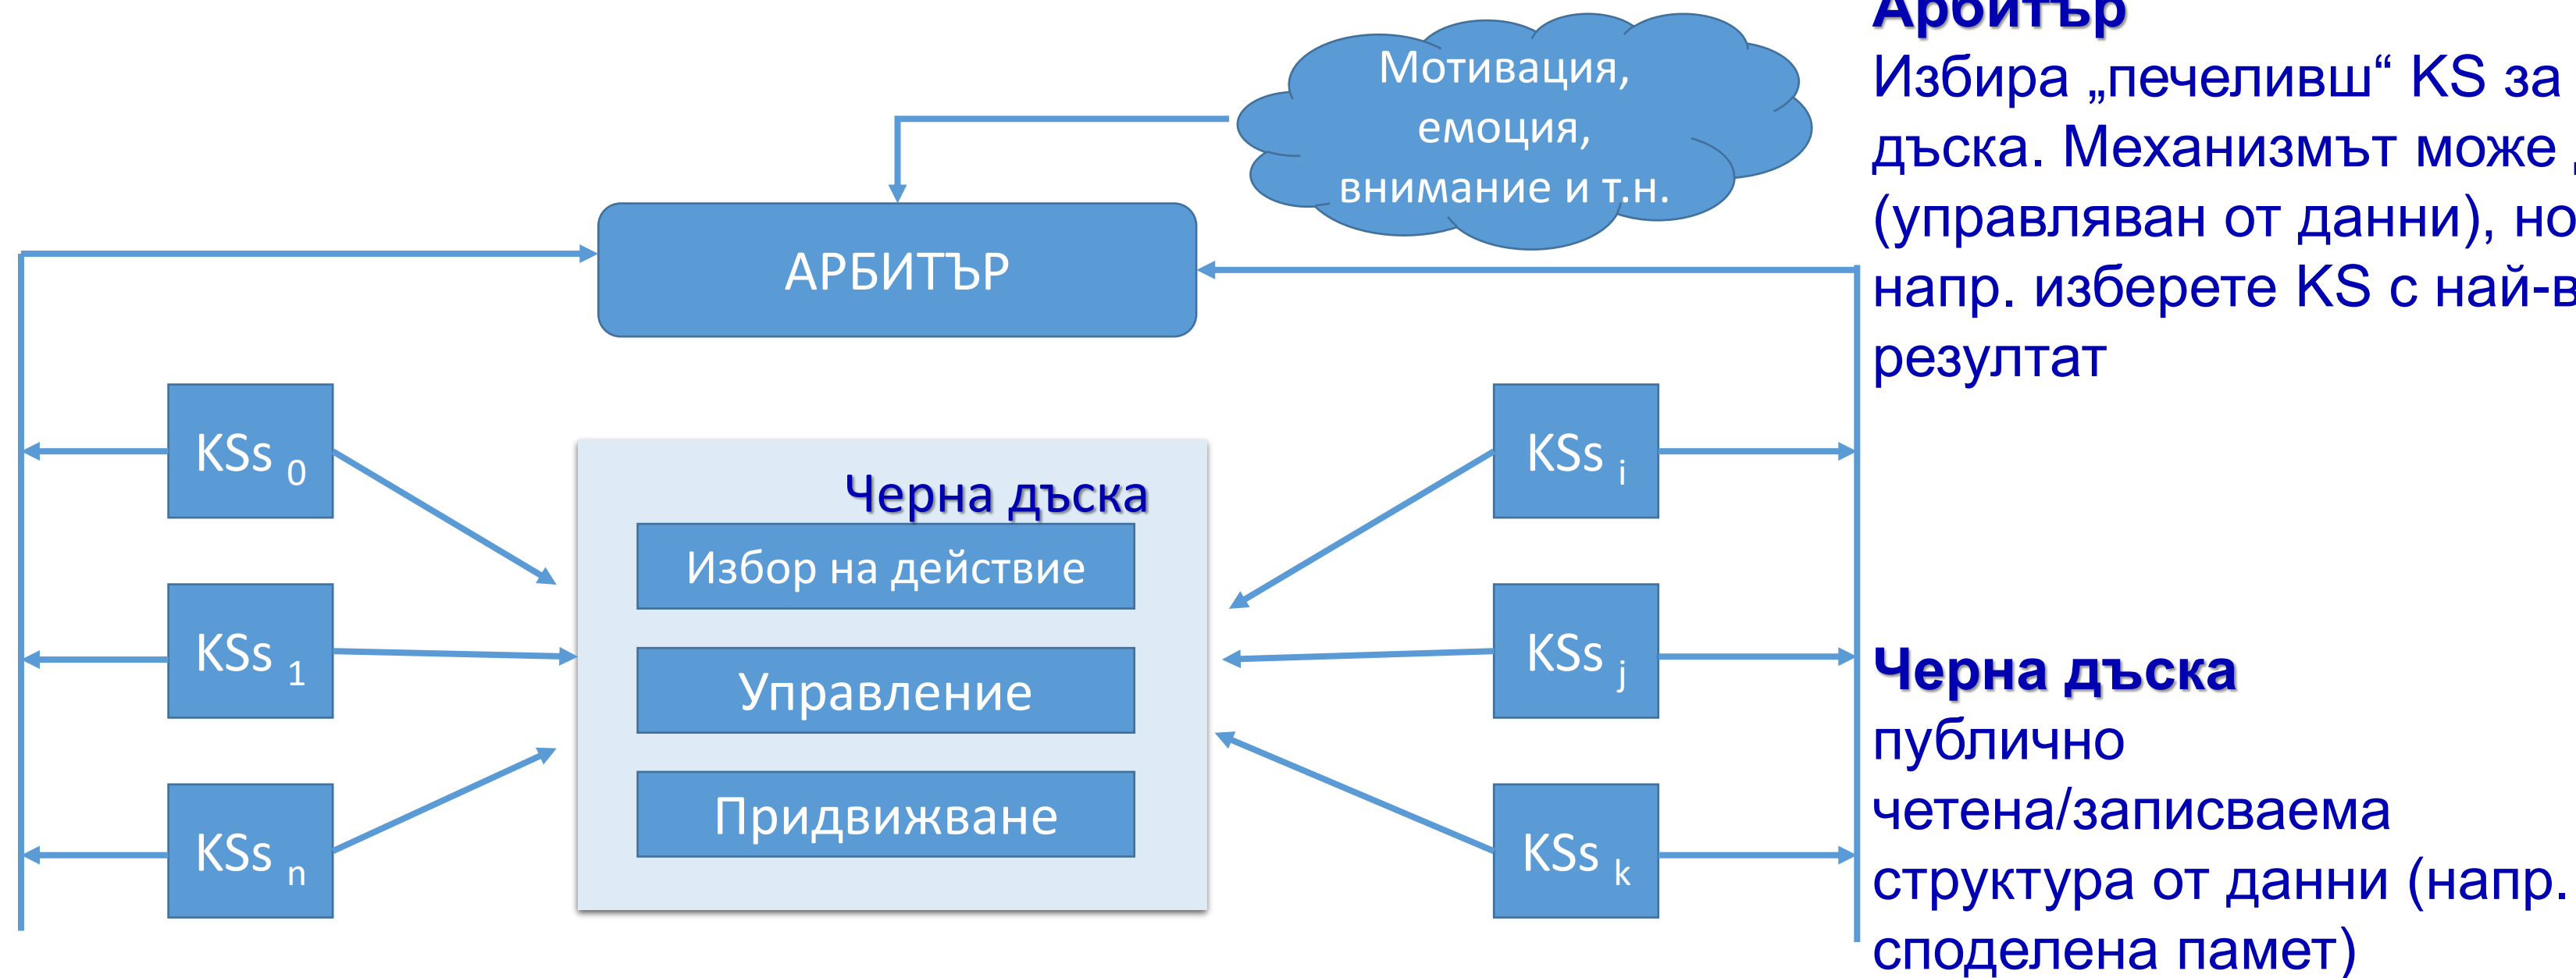 Мотивация,
емоция,
внимание и т.н.
АРБИТЪР
KSs 0
KSs 1
KSs n
Черна дъска
Избор на действие
Управление
Придвижване
KSs i
KSs j
KSs k
Арбитър
Избира „печеливш“ KS за
дъска. Механизмът може
(управляван от данни), но
напр. изберете KS с най-в
резултат
Черна дъска
публично
четена/записваема
структура от данни (напр.
споделена памет)